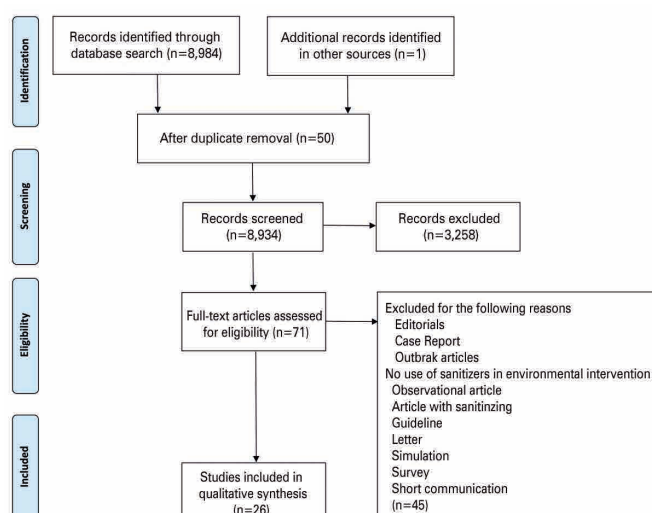 Identification
Records identified through
database search (n=8,984)
Additional records identified
in other sources (n=1)
After duplicate removal (n=50)
Screening
Records screened
(n=8,934)
Records excluded
(n=3,258)
Eligibility
Full-text articles assessed
for eligibility (n=71)
Excluded for the following reasons
Editorials
Case Report
Outbrak articles
No use of sanitizers in environmental intervention
Observational article
Article with sanitinzing
Guideline
Letter
Simulation
Survey
Short communication
(n=45)
Included
Studies included in
qualitative synthesis
(n=26)